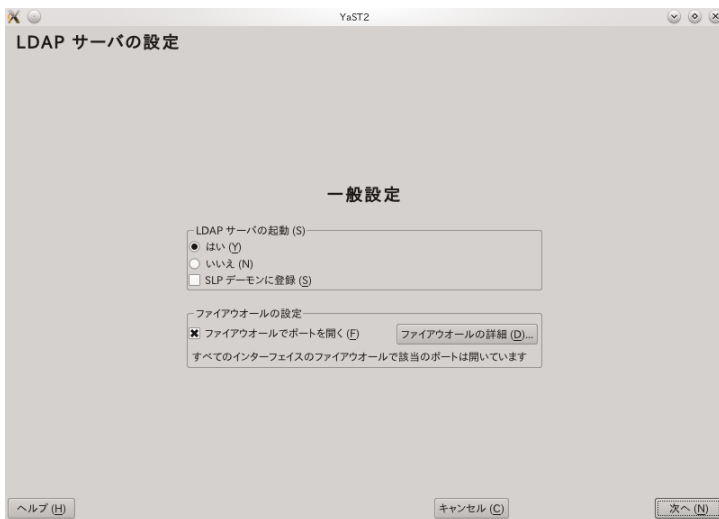 YaST2
LDAP サーバの設定
一般設定
LDAP サーバの起動 (S)
はい (Y)
いいえ (N)
SLP デーモンに登録 (S)
ファイアウオールの設定
ファイアウオールでポートを開く (F)
ファイアウオールの詳細 (D)...
すべてのインターフェイスのファイアウオールで該当のポートは開いています
ヘルプ (H)
キャンセル (C)
次へ (N)